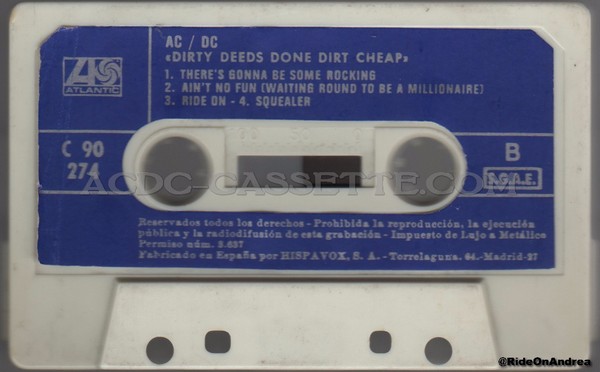 AC / DC
«DIRTY DEEDS DONE DIRT CHEAP»
1. THERE'S GONNA BE SOME ROCKING
2. AIN'T NO FUN (WAITING ROUND TO BE A MILLIONAIRE)
3. RIDE ON - 4. SQUEALER
ATLANTIC
C 90
274
B
S.G.A.E.
ACDC-CASSETTE.COM
Reservados todos los derechos - Prohibida la reproducción, la ejecución
pública y la radiodifusión de esta grabación - Impuesto de Lujo a Metálico
Permiso núm. 3.637
Fabricado en España por HISPAVOX, S. A. - Torrelaguna, 64.-Madrid-27
@RideOnAndrea